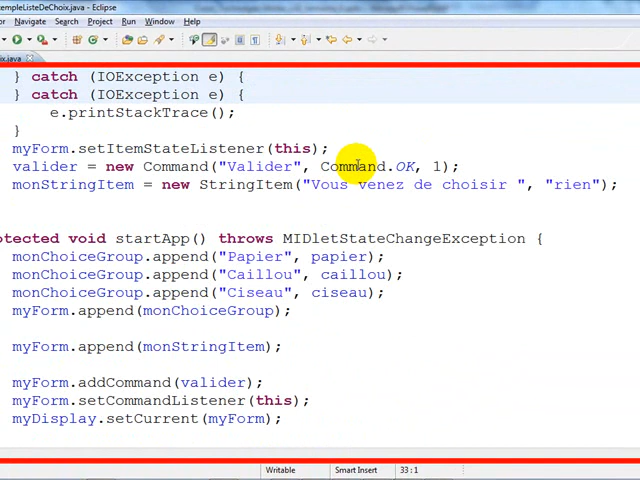 empleListeDeChoix.java - Eclipse
Navigate Search Project Run Window Help
ix.java
} catch (IOException e) {
} catch (IOException e) {
e.printStackTrace();
}
myForm.setItemStateListener(this);
valider = new Command("Valider", Command.OK, 1);
monStringItem = new StringItem("Vous venez de choisir ", "rien");
otected void startApp() throws MIDletStateChangeException {
monChoiceGroup.append("Papier", papier);
monChoiceGroup.append("Caillou", caillou);
monChoiceGroup.append("Ciseau", ciseau);
myForm.append(monChoiceGroup);
myForm.append(monStringItem);
myForm.addCommand(valider);
myForm.setCommandListener(this);
myDisplay.setCurrent(myForm);
Writable Smart Insert 33:1